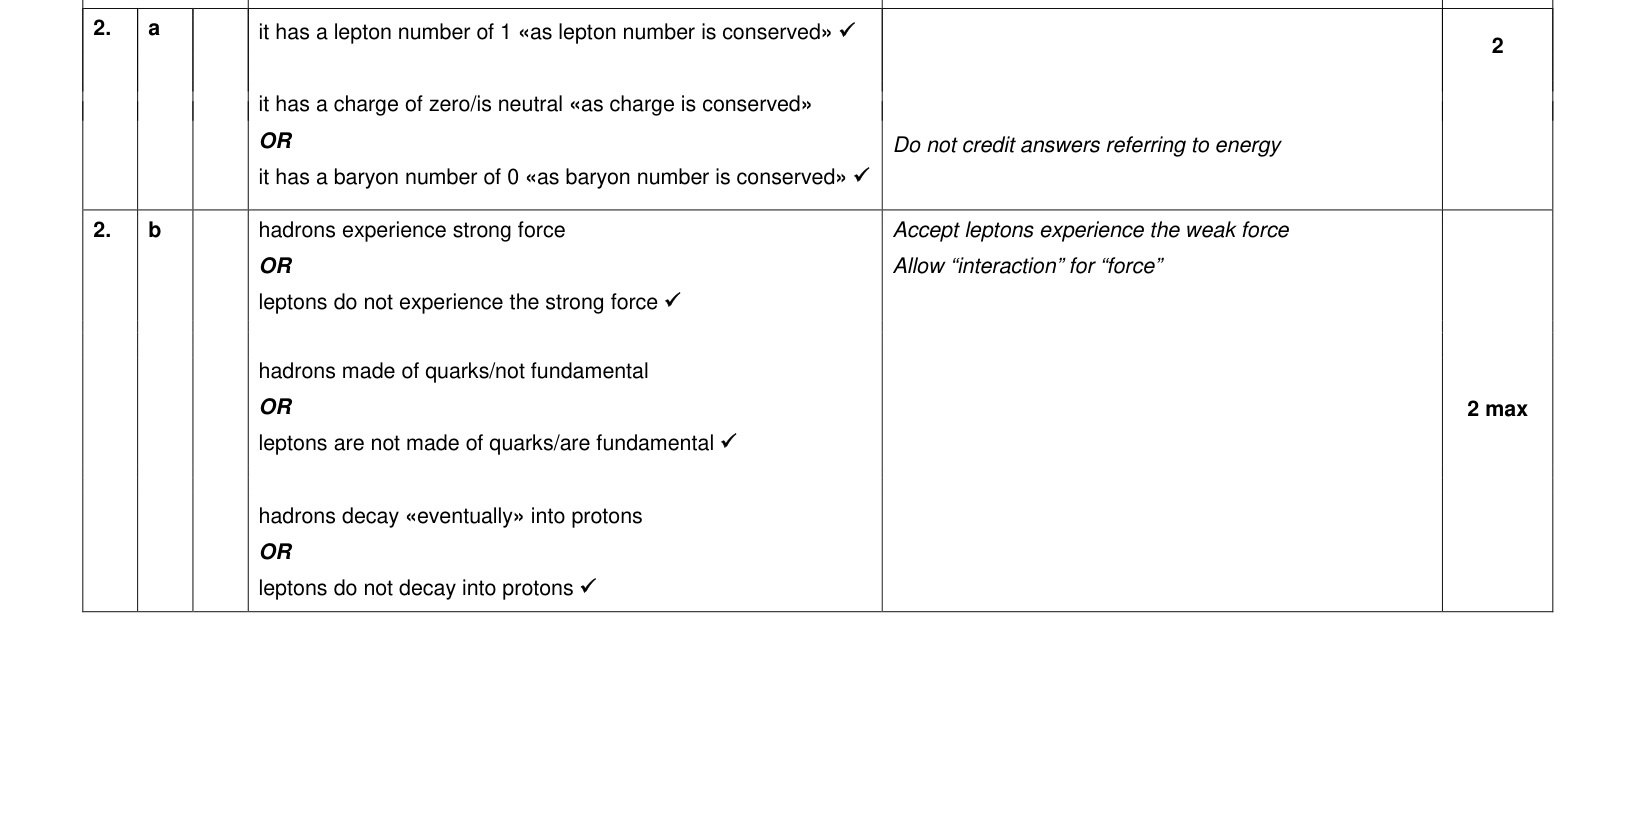 2. a it has a lepton number of 1 «as lepton number is conserved» ✓ 2
it has a charge of zero/is neutral «as charge is conserved»
OR
Do not credit answers referring to energy
it has a baryon number of 0 «as baryon number is conserved» ✓
2. b hadrons experience strong force Accept leptons experience the weak force
OR Allow “interaction” for “force”
leptons do not experience the strong force ✓
hadrons made of quarks/not fundamental
OR 2 max
leptons are not made of quarks/are fundamental ✓
hadrons decay «eventually» into protons
OR
leptons do not decay into protons ✓